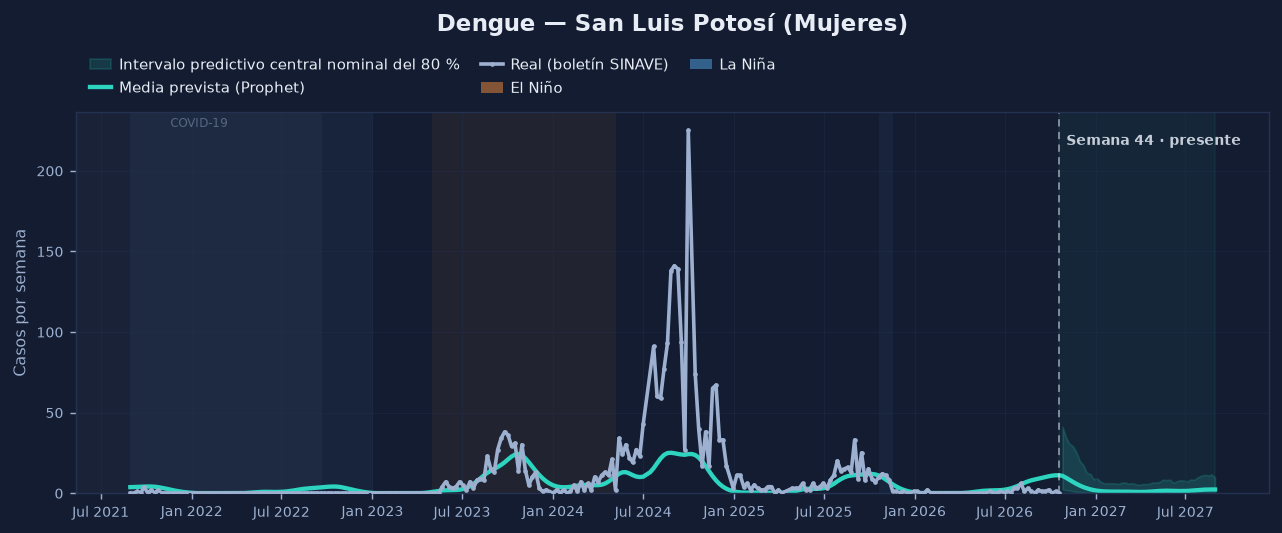 Dengue — San Luis Potosí (Mujeres)
Intervalo predictivo central nominal del 80 %
Real (boletín SINAVE)
La Niña
Media prevista (Prophet)
El Niño
COVID-19
Semana 44 · presente
Casos por semana
200
150
100
50
0
Jul 2021
Jan 2022
Jul 2022
Jan 2023
Jul 2023
Jan 2024
Jul 2024
Jan 2025
Jul 2025
Jan 2026
Jul 2026
Jan 2027
Jul 2027